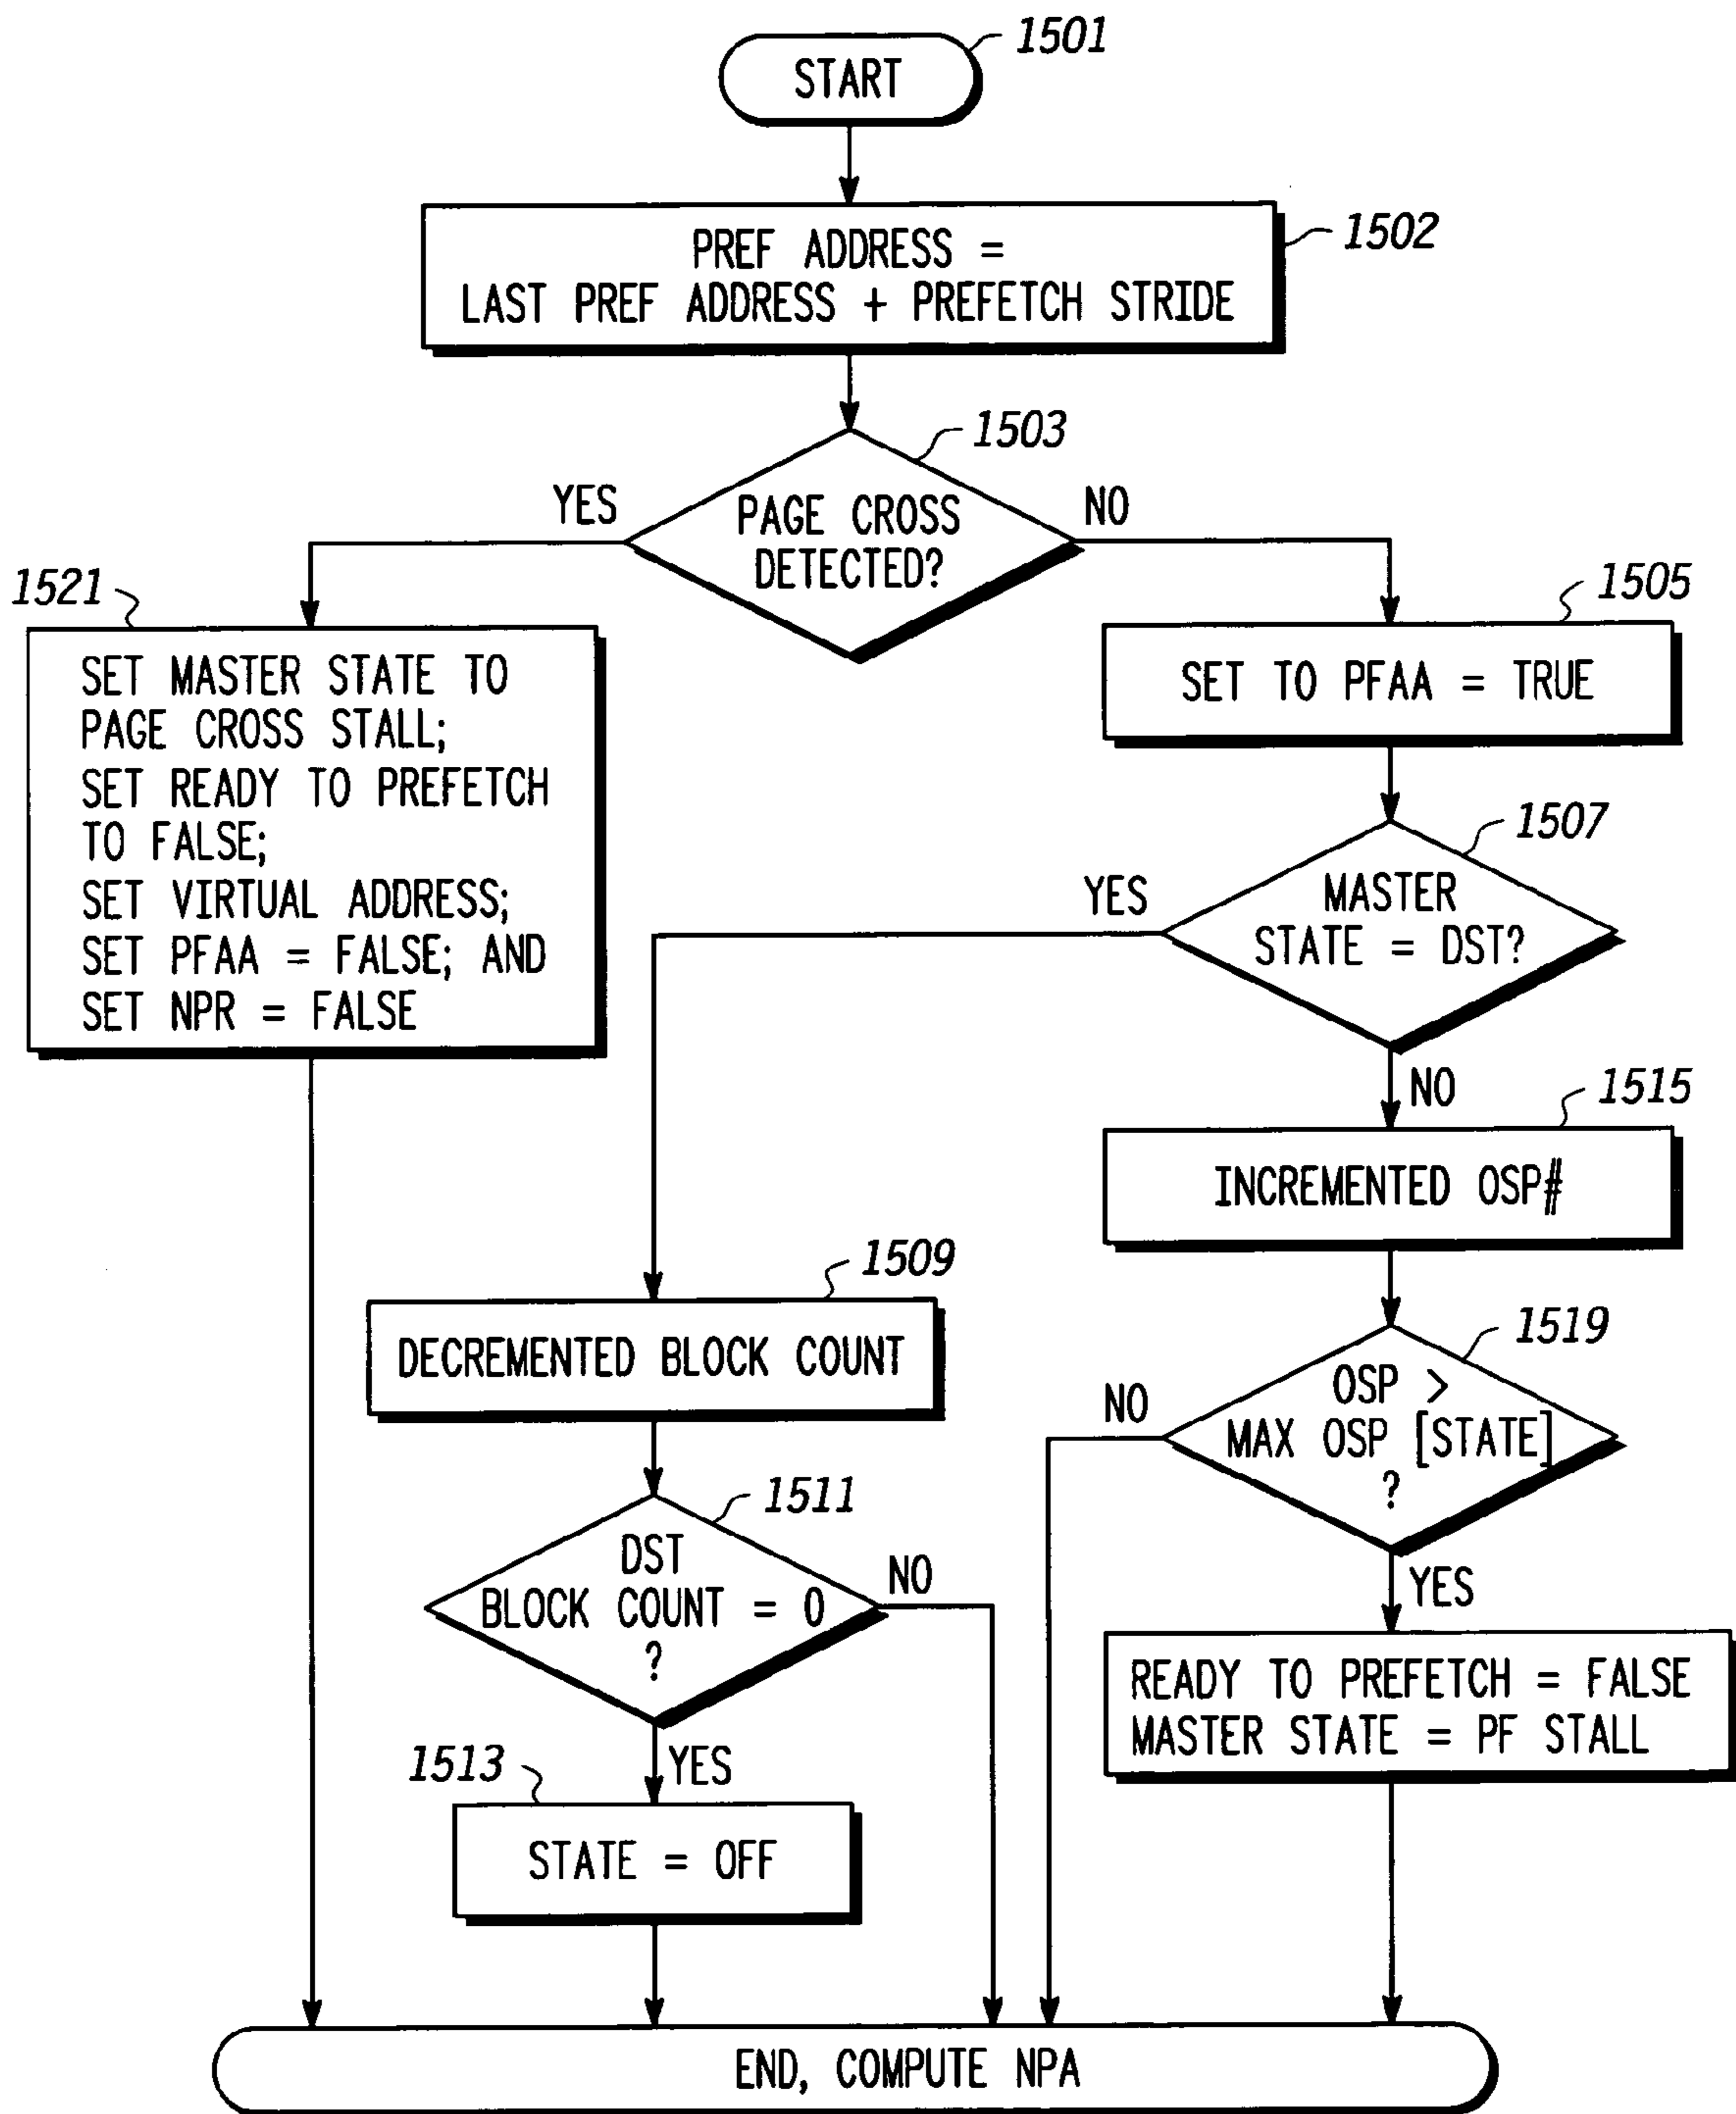 1501
START
1502
PREF ADDRESS =
LAST PREF ADDRESS + PREFETCH STRIDE
1503
PAGE CROSS
DETECTED?
YES
NO
1521
SET MASTER STATE TO
PAGE CROSS STALL;
SET READY TO PREFETCH
TO FALSE;
SET VIRTUAL ADDRESS;
SET PFAA = FALSE; AND
SET NPR = FALSE
1505
SET TO PFAA = TRUE
1507
MASTER
STATE = DST?
YES
NO
1515
INCREMENTED OSP#
1509
DECREMENTED BLOCK COUNT
1519
OSP >
MAX OSP [STATE]
?
NO
YES
1511
DST
BLOCK COUNT = 0
?
NO
YES
READY TO PREFETCH = FALSE
MASTER STATE = PF STALL
1513
STATE = OFF
END, COMPUTE NPA